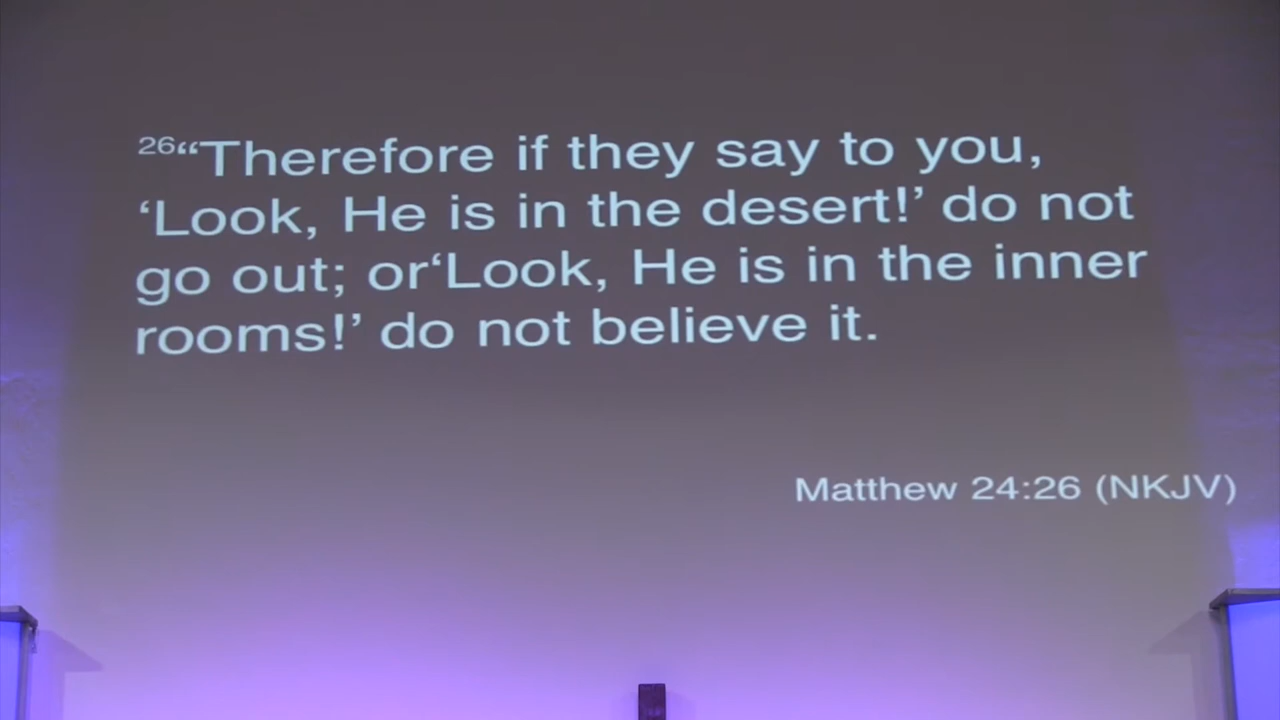 26“Therefore if they say to you,
‘Look, He is in the desert!’ do not
go out; or‘Look, He is in the inner
rooms!’ do not believe it.
Matthew 24:26 (NKJV)